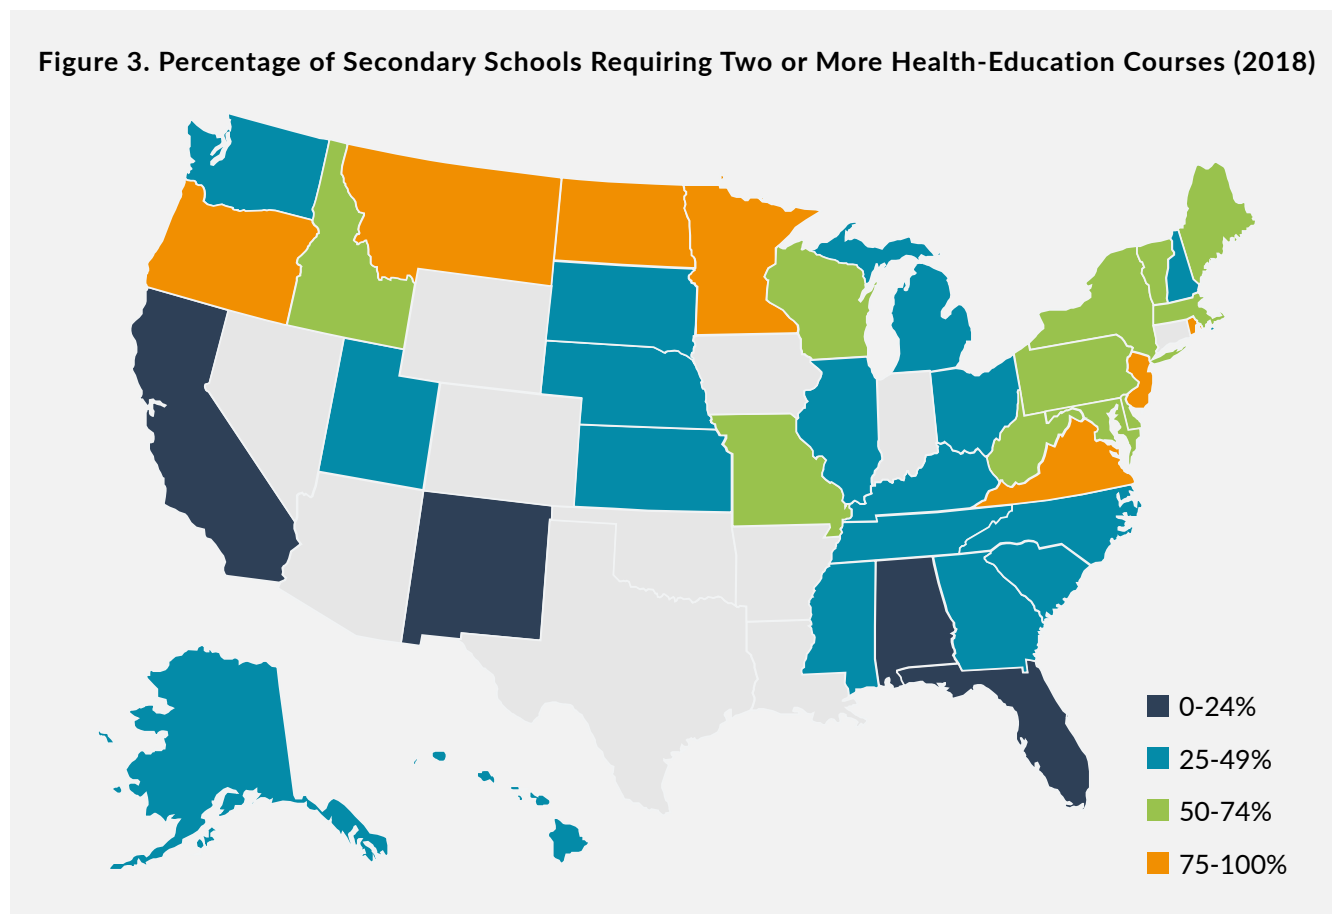 Figure 3. Percentage of Secondary Schools Requiring Two or More Health-Education Courses (2018)
0-24%
25-49%
50-74%
75-100%